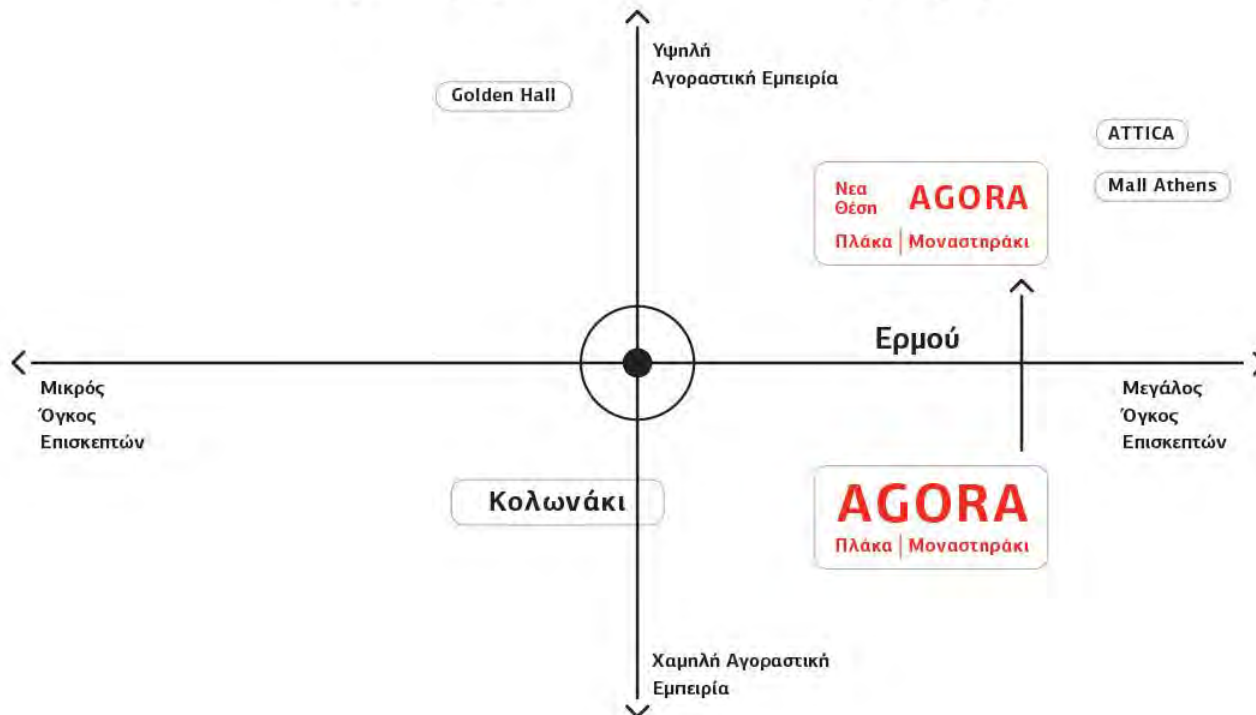 Υψηλή
Αγοραστική Εμπειρία
Golden Hall
ATTICA
Νεα
Θέση
AGORA
Mall Athens
Πλάκα | Μοναστηράκι
Ερμού
Μικρός
Όγκος
Επισκεπτών
Μεγάλος
Όγκος
Επισκεπτών
Κολωνάκι
AGORA
Πλάκα | Μοναστηράκι
Χαμηλή Αγοραστική
Εμπειρία